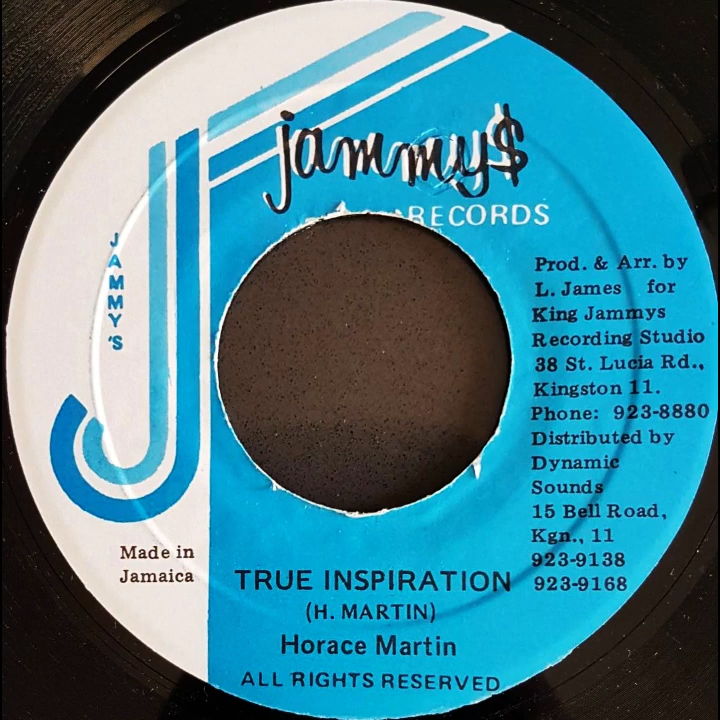 jammy$
RECORDS
JAMMY'S
Prod. & Arr. by
L. James for
King Jammys
Recording Studio
38 St. Lucia Rd.,
Kingston 11.
Phone: 923-8880
Distributed by
Dynamic
Sounds
15 Bell Road,
Kgn., 11
923-9138
923-9168
Made in
Jamaica
TRUE INSPIRATION
(H. MARTIN)
Horace Martin
ALL RIGHTS RESERVED